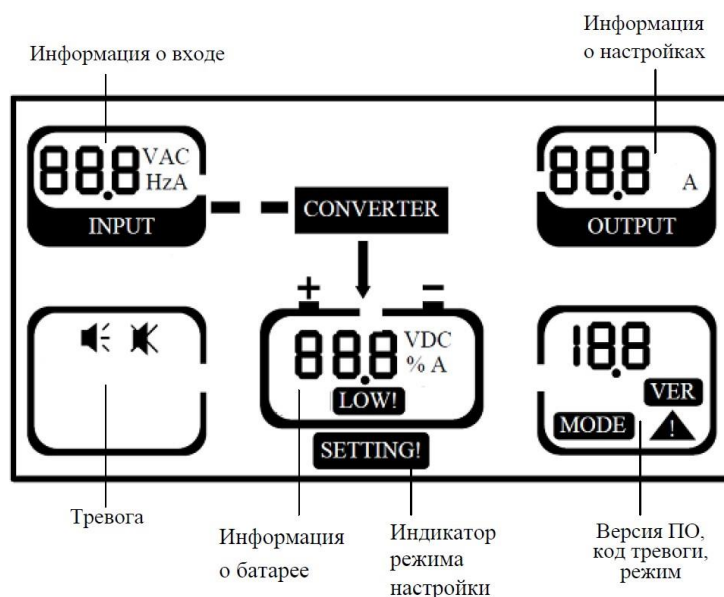 Информация о входе
Информация
о настройках
88.8 VAC
HzA
INPUT
CONVERTER
88.8 A
OUTPUT
+ −
88.8 VDC
% A
LOW!
SETTING!
188.8
VER
MODE !
Тревога
Информация
о батарее
Индикатор
режима
настройки
Версия ПО,
код тревоги,
режим